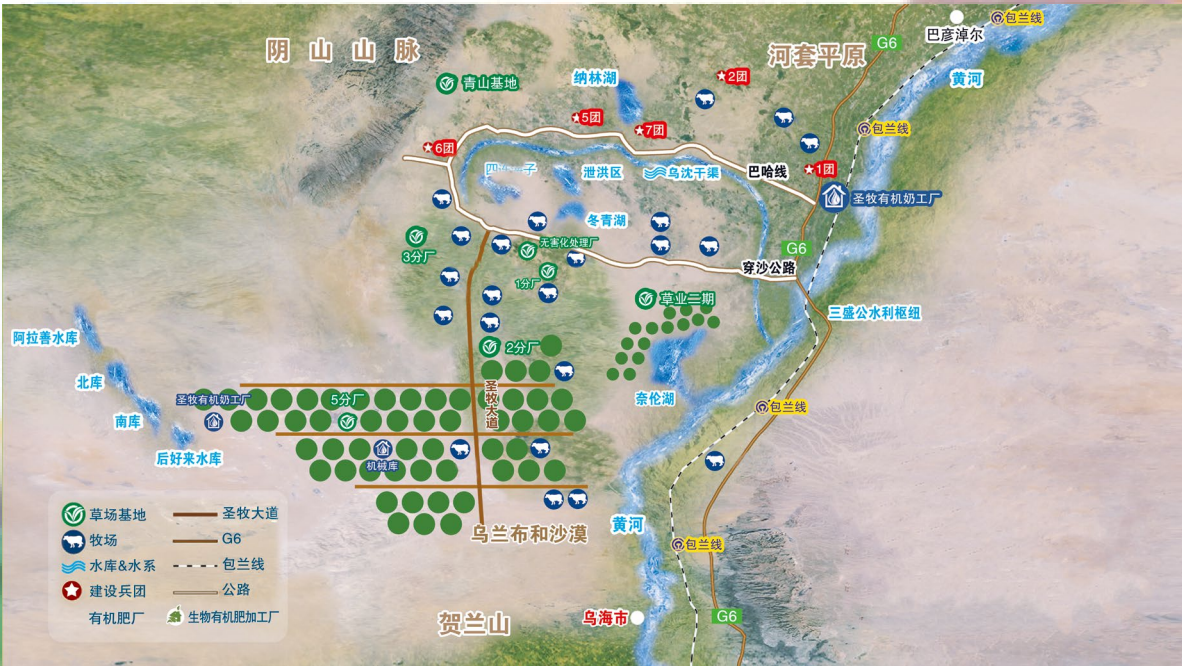 阴山山脉
河套平原
G6
巴彦淖尔
包兰线
黄河
青山基地
纳林湖
2团
5团
7团
包兰线
6团
泄洪区
乌沈干渠
巴哈线
1团
圣牧有机奶工厂
冬青湖
3分厂
无害化处理厂
1分厂
G6
穿沙公路
草业二期
三盛公水利枢纽
阿拉善水库
2分厂
北库
圣牧有机奶工厂
5分厂
圣牧大道
奈伦湖
包兰线
南库
后好来水库
机械库
乌兰布和沙漠
黄河
包兰线
贺兰山
乌海市
G6
草场基地
圣牧大道
牧场
G6
水库&水系
包兰线
建设兵团
公路
有机肥厂
生物有机肥加工厂